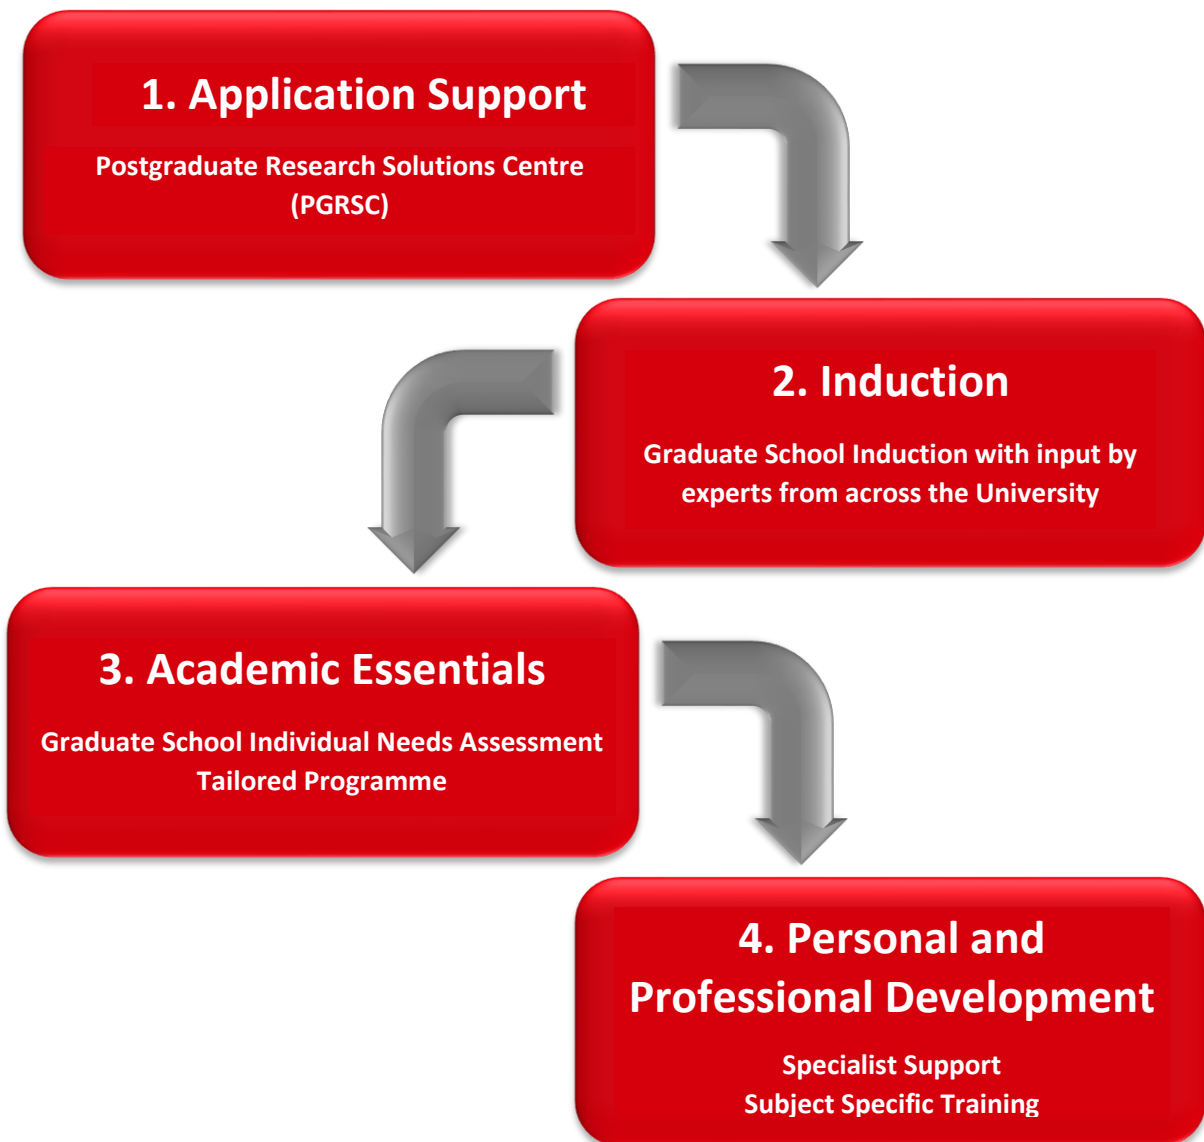 1. Application Support
Postgraduate Research Solutions Centre
(PGRSC)
2. Induction
Graduate School Induction with input by
experts from across the University
3. Academic Essentials
Graduate School Individual Needs Assessment
Tailored Programme
4. Personal and
Professional Development
Specialist Support
Subject Specific Training